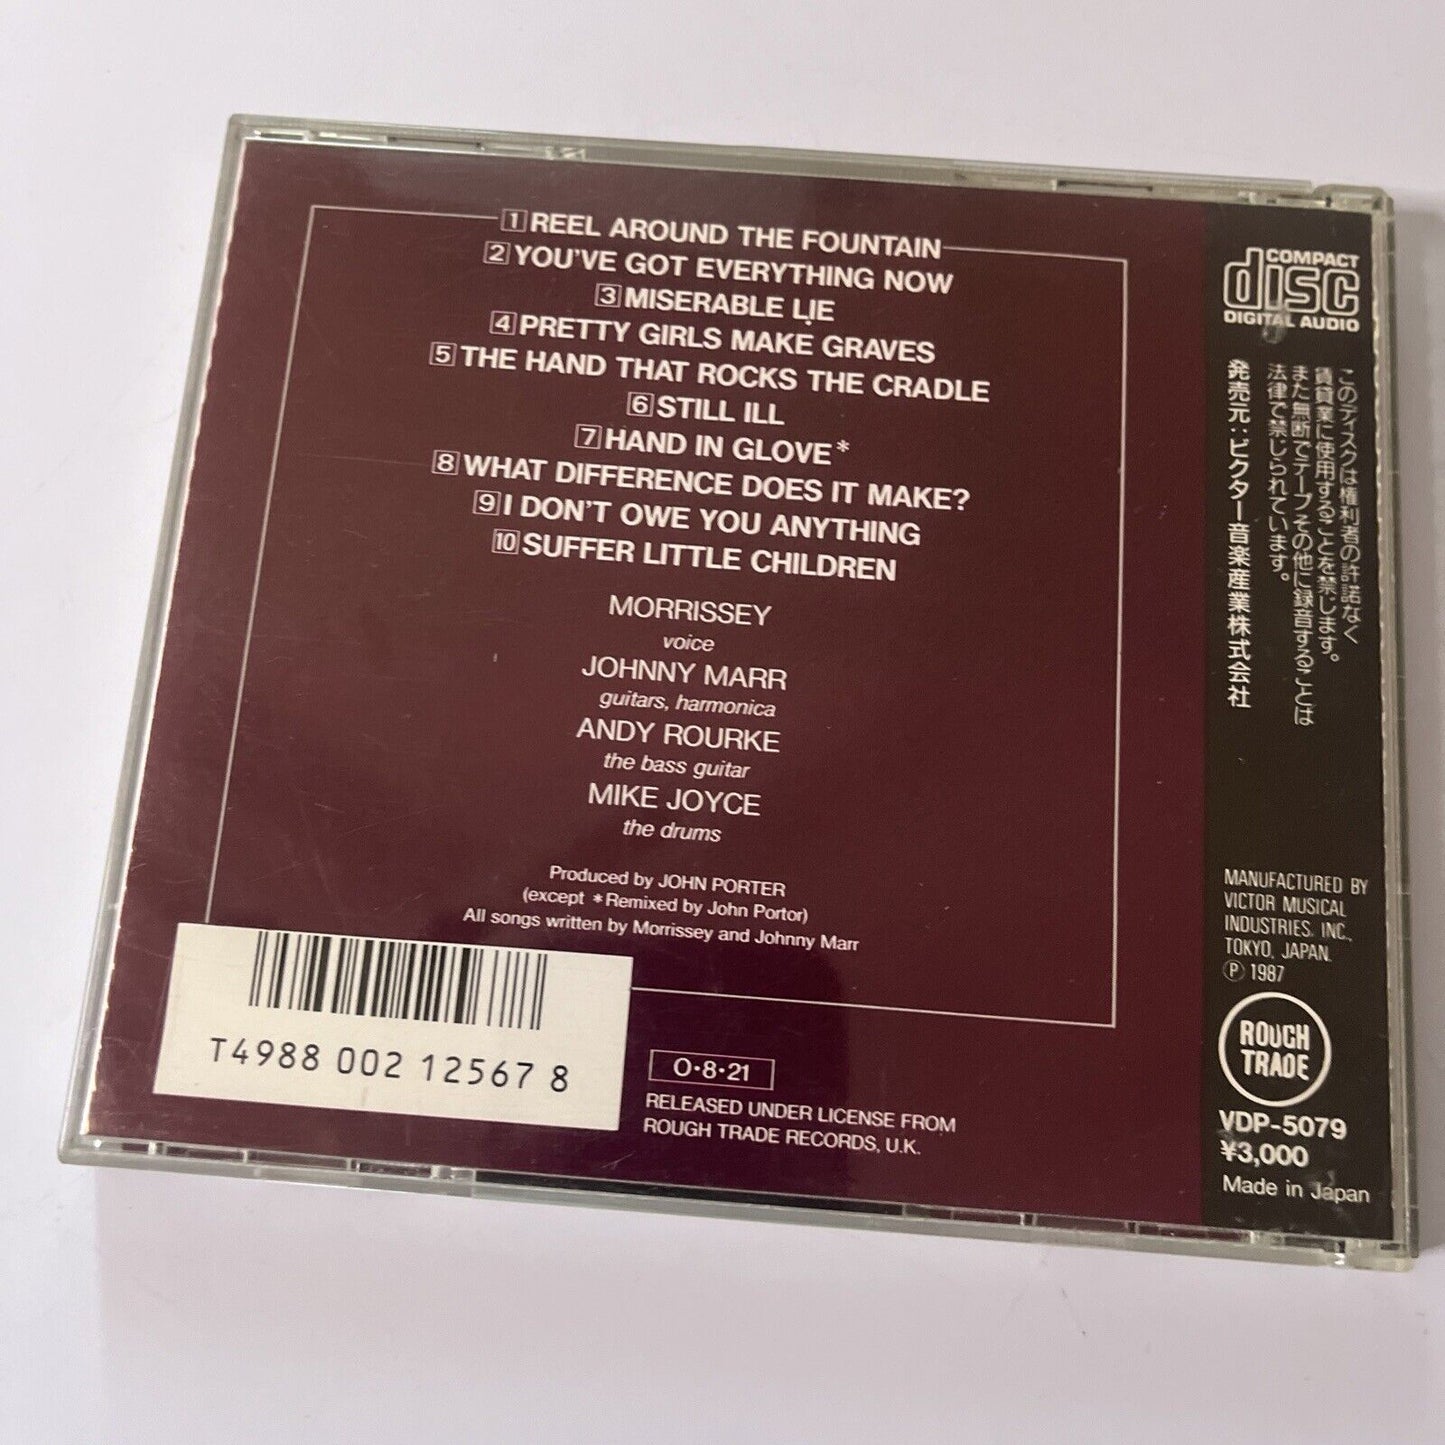 1 REEL AROUND THE FOUNTAIN
2 YOU'VE GOT EVERYTHING NOW
3 MISERABLE LIE
4 PRETTY GIRLS MAKE GRAVES
5 THE HAND THAT ROCKS THE CRADLE
6 STILL ILL
7 HAND IN GLOVE*
8 WHAT DIFFERENCE DOES IT MAKE?
9 I DON'T OWE YOU ANYTHING
10 SUFFER LITTLE CHILDREN
MORRISSEY
voice
JOHNNY MARR
guitars, harmonica
ANDY ROURKE
the bass guitar
MIKE JOYCE
the drums
Produced by JOHN PORTER
(except *Remixed by John Portor)
All songs written by Morrissey and Johnny Marr
T4988 002 12567 8
O・8・21
RELEASED UNDER LICENSE FROM
ROUGH TRADE RECORDS, U.K.
COMPACT
disc
DIGITAL AUDIO
このディスクは権利者の許諾なく
賃貸業に使用することを禁じます。
また無断でテープその他に録音することは
法律で禁じられています。
発売元:ビクター音楽産業株式会社
MANUFACTURED BY
VICTOR MUSICAL
INDUSTRIES, INC.,
TOKYO, JAPAN.
Ⓟ 1987
ROUGH
TRADE
VDP-5079
¥3,000
Made in Japan